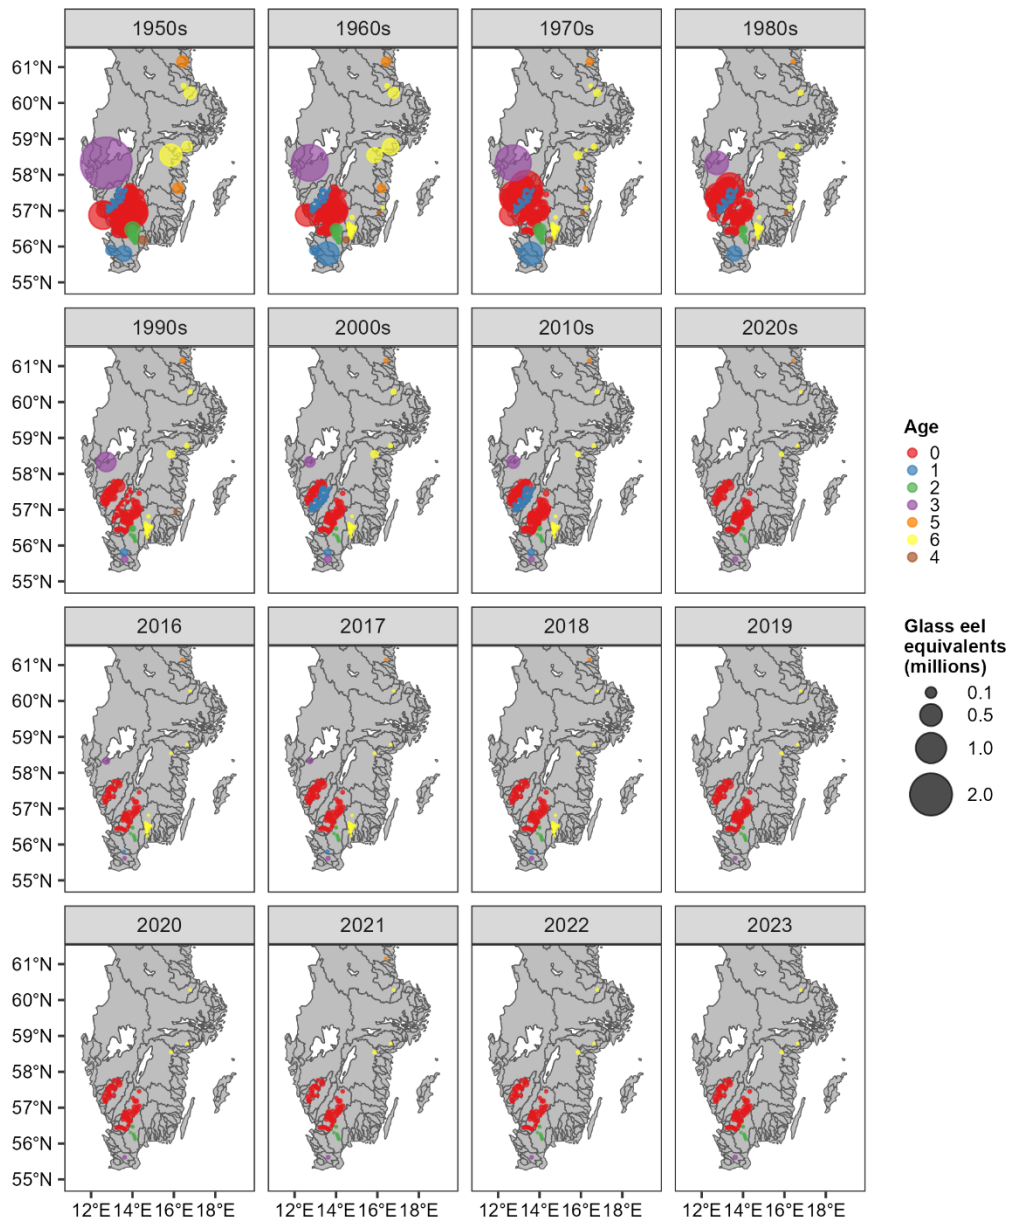 1950s 1960s 1970s 1980s
61°N
60°N
59°N
58°N
57°N
56°N
55°N
1990s 2000s 2010s 2020s
61°N
60°N
59°N
58°N
57°N
56°N
55°N
2016 2017 2018 2019
61°N
60°N
59°N
58°N
57°N
56°N
55°N
2020 2021 2022 2023
61°N
60°N
59°N
58°N
57°N
56°N
55°N
12°E 14°E 16°E 18°E 12°E 14°E 16°E 18°E 12°E 14°E 16°E 18°E 12°E 14°E 16°E 18°E
Age
0
1
2
3
5
6
4
Glass eel
equivalents
(millions)
0.1
0.5
1.0
2.0